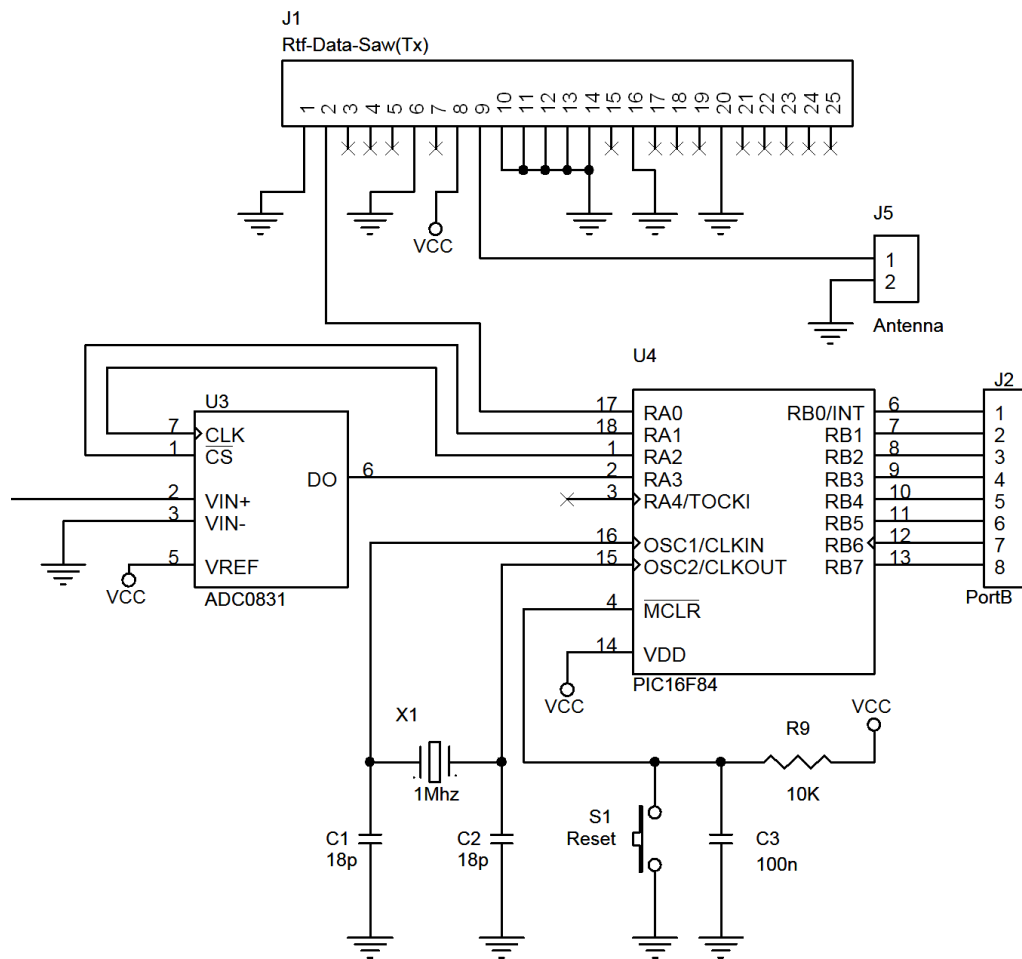 J1
Rtf-Data-Saw(Tx)
1 2 3 4 5 6 7 8 9 10 11 12 13 14 15 16 17 18 19 20 21 22 23 24 25
VCC
J5
1
2
Antenna
U4
J2
U3
7 CLK
1 CS
DO 6
2 VIN+
3 VIN-
5 VREF
VCC
ADC0831
17 RA0
18 RA1
1 RA2
2 RA3
3 RA4/TOCKI
16 OSC1/CLKIN
15 OSC2/CLKOUT
4 MCLR
14 VDD
VCC
PIC16F84
RB0/INT 6 1
RB1 7 2
RB2 8 3
RB3 9 4
RB4 10 5
RB5 11 6
RB6 12 7
RB7 13 8
PortB
X1
1Mhz
C1
18p
C2
18p
VCC
R9
10K
S1
Reset
C3
100n